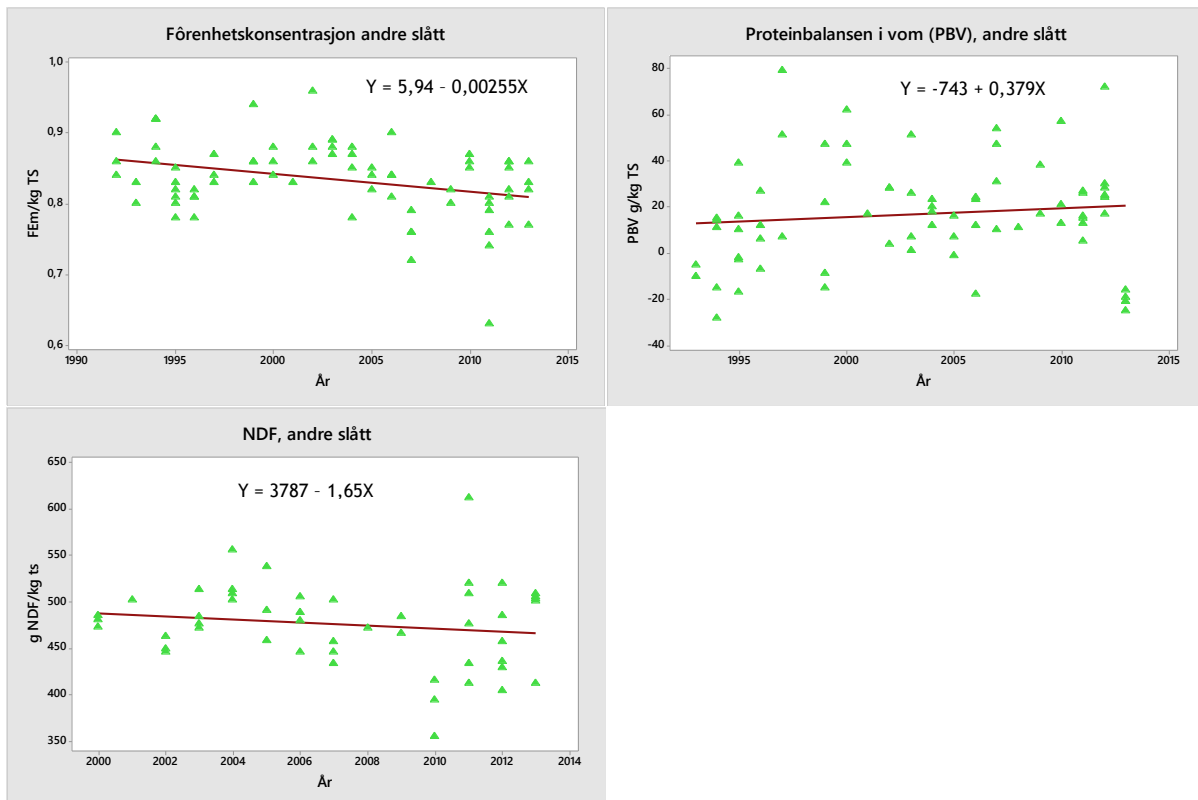 Fôrenhetskonsentrasjon andre slått
Y = 5,94 – 0,00255X
FEm/kg TS
1,0
0,9
0,8
0,7
0,6
1990 1995 2000 2005 2010 2015
År
Proteinbalansen i vom (PBV), andre slått
Y = -743 + 0,379X
PBV g/kg TS
80
60
40
20
0
-20
-40
1995 2000 2005 2010 2015
År
NDF, andre slått
Y = 3787 – 1,65X
g NDF/kg ts
650
600
550
500
450
400
350
2000 2002 2004 2006 2008 2010 2012 2014
År